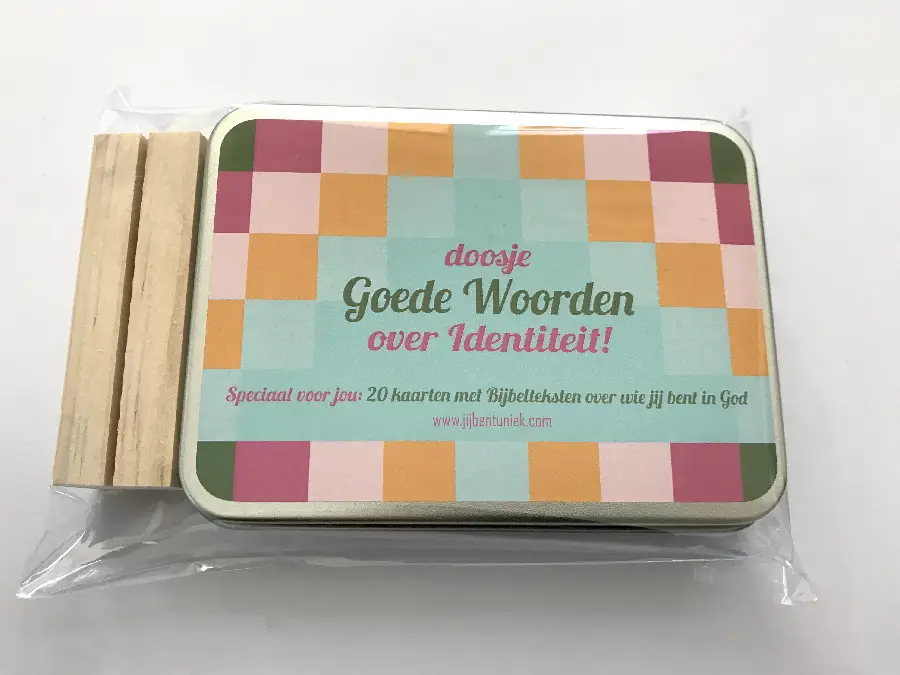 doosje
Goede Woorden
over Identiteit!
Speciaal voor jou: 20 kaarten met Bijbelteksten over wie jij bent in God
www.jijbentuniek.com